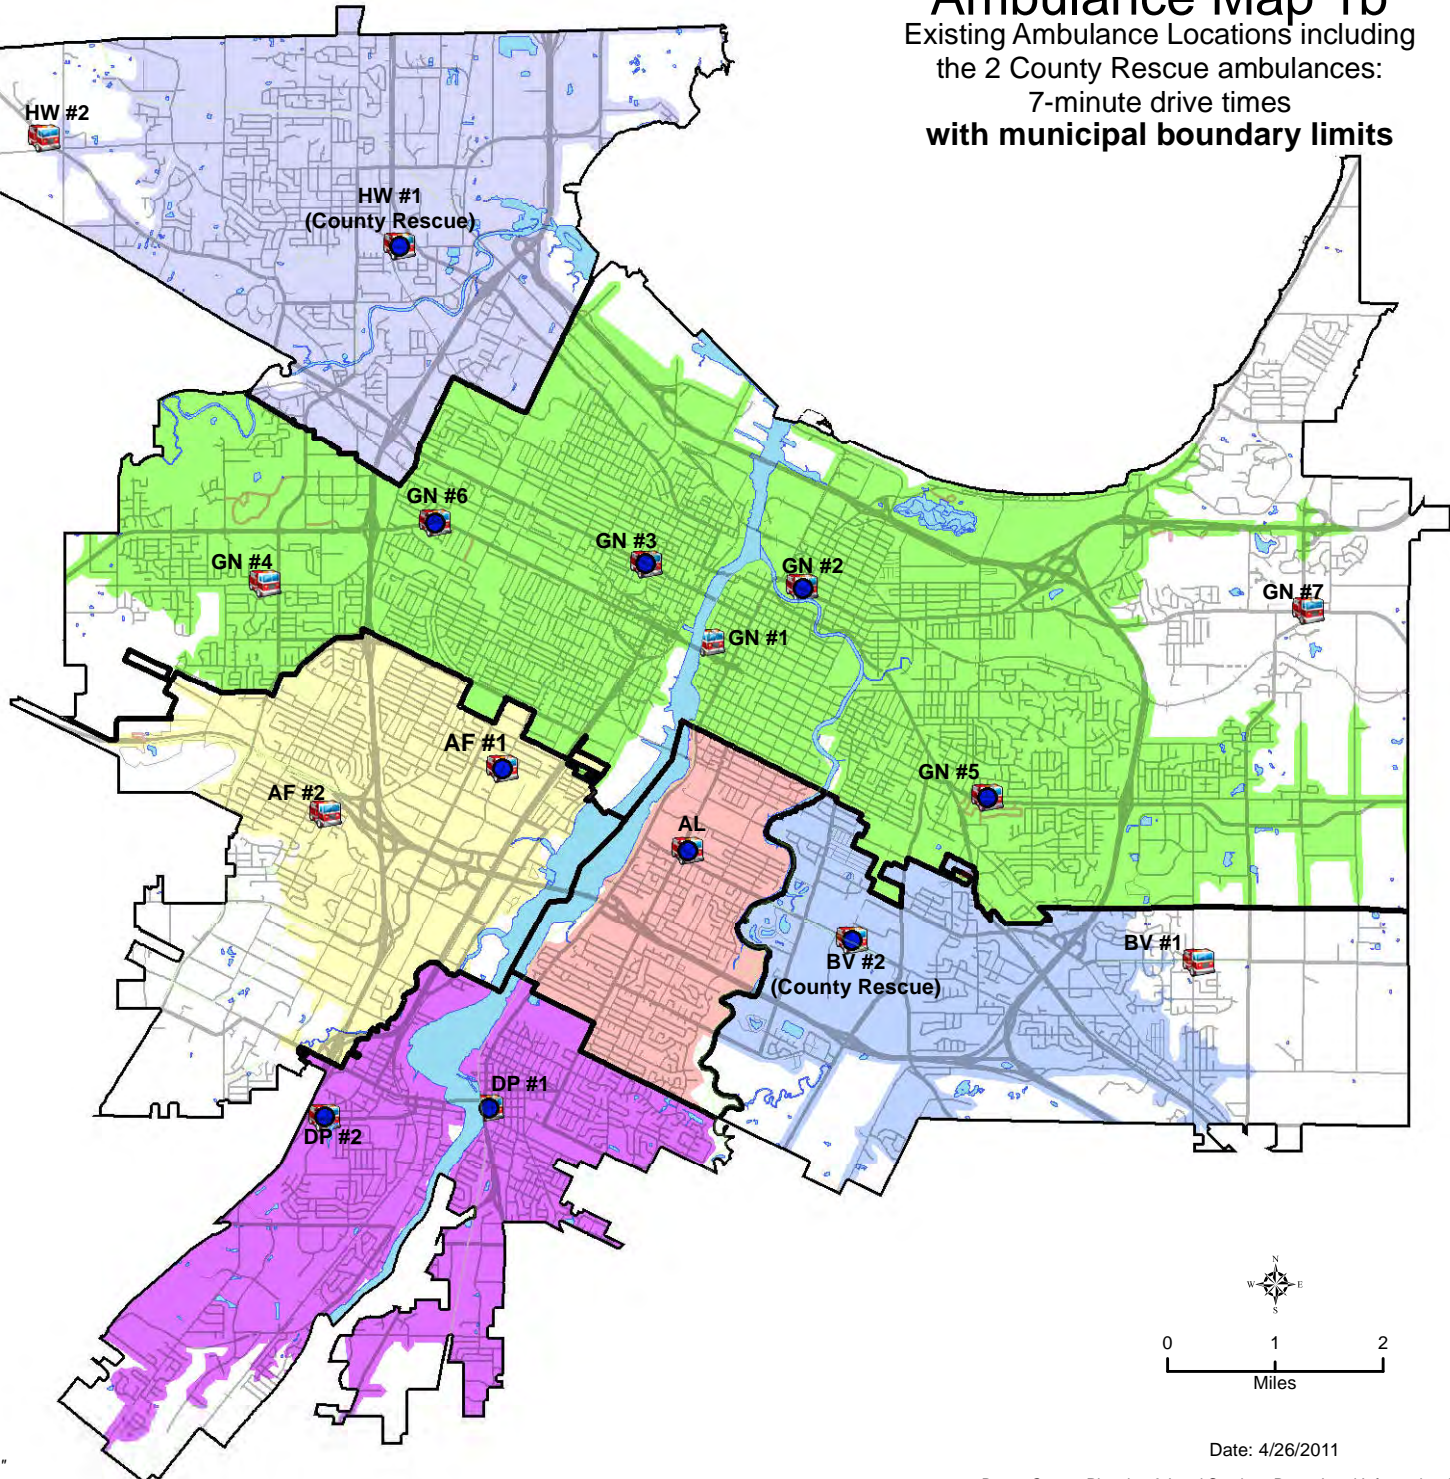 Ambulance Map 1b
Existing Ambulance Locations including
the 2 County Rescue ambulances:
7-minute drive times
with municipal boundary limits
HW #2
HW #1
(County Rescue)
GN #6
GN #3
GN #2
GN #4
GN #7
GN #1
AF #1
GN #5
AF #2
AL
BV #1
BV #2
(County Rescue)
DP #1
DP #2
N
W E
S
0 1 2
Miles
Date: 4/26/2011